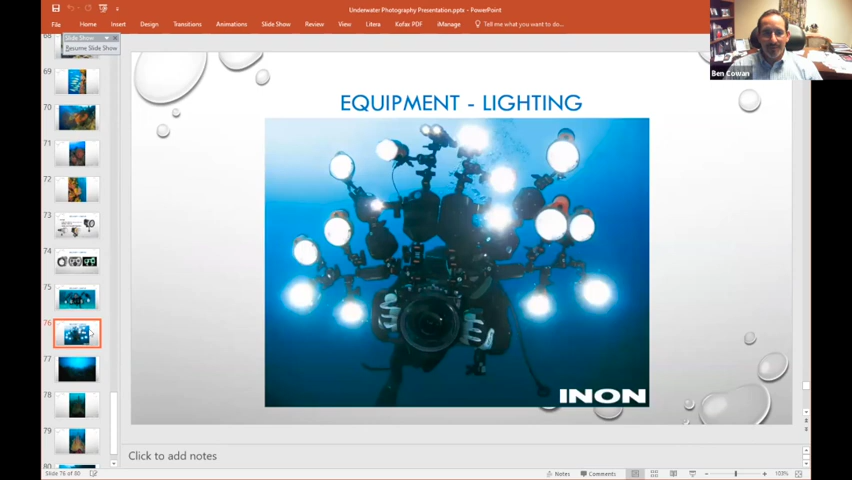 Underwater Photography Presentation.pptx - PowerPoint
File Home Insert Design Transitions Animations Slide Show Review View Litera Kofax PDF iManage Tell me what you want to do...
Slide Show
Resume Slide Show
Ben Cowan
68
69
70
71
72
73
74
75
76
77
78
79
80
EQUIPMENT - LIGHTING
INON
Click to add notes
Slide 76 of 80 Notes Comments 103%